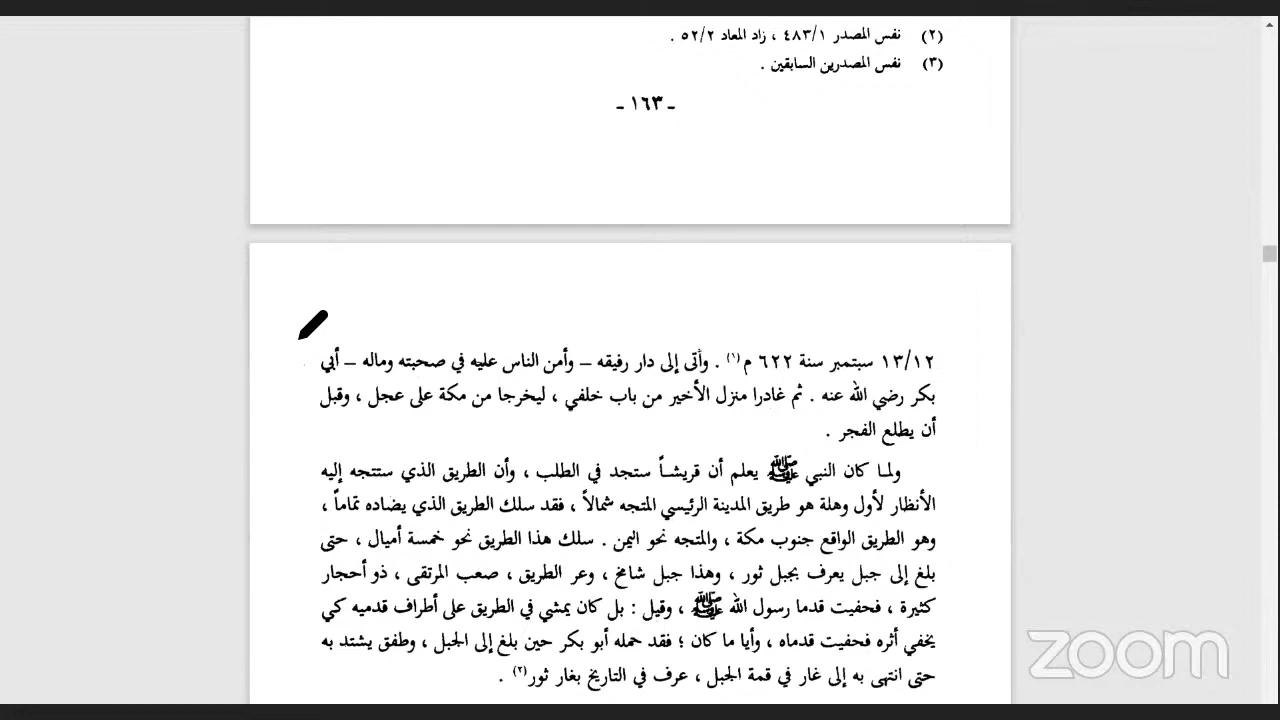 (٢) نفس المصدر ٤٨٣/١ ، زاد المعاد ٥٢/٢ .
(٣) نفس المصدرين السابقين .
ـ ١٦٣ ـ
١٣/١٢ سبتمبر سنة ٦٢٢ م(١) . وأتى إلى دار رفيقه – وأمن الناس عليه في صحبته وماله – أبي
بكر رضي الله عنه . ثم غادرا منزل الأخير من باب خلفي ، ليخرجا من مكة على عجل ، وقبل
أن يطلع الفجر .
ولما كان النبي ﷺ يعلم أن قريشاً ستجد في الطلب ، وأن الطريق الذي ستتجه إليه
الأنظار لأول وهلة هو طريق المدينة الرئيسي المتجه شمالاً ، فقد سلك الطريق الذي يضاده تماماً ،
وهو الطريق الواقع جنوب مكة ، والمتجه نحو اليمن . سلك هذا الطريق نحو خمسة أميال ، حتى
بلغ إلى جبل يعرف بجبل ثور ، وهذا جبل شامخ ، وعر الطريق ، صعب المرتقى ، ذو أحجار
كثيرة ، فحفيت قدما رسول الله ﷺ ، وقيل : بل كان يمشي في الطريق على أطراف قدميه كي
يخفي أثره فحفيت قدماه ، وأيا ما كان ؛ فقد حمله أبو بكر حين بلغ إلى الجبل ، وطفق يشتد به
حتى انتهى به إلى غار في قمة الجبل ، عرف في التاريخ بغار ثور(٢) .
zoom